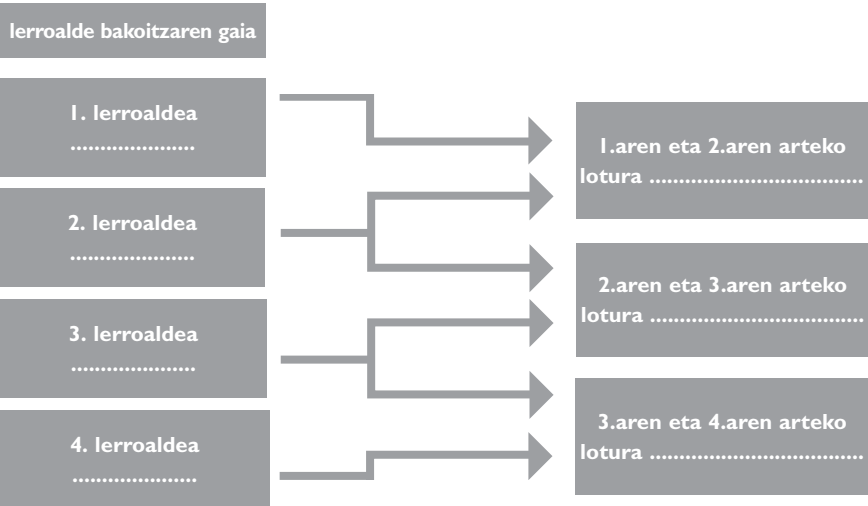 lerroalde bakoitzaren gaia
1. lerroaldea
.....................
2. lerroaldea
.....................
3. lerroaldea
.....................
4. lerroaldea
.....................
1.aren eta 2.aren arteko
lotura ....................................
2.aren eta 3.aren arteko
lotura ....................................
3.aren eta 4.aren arteko
lotura ....................................